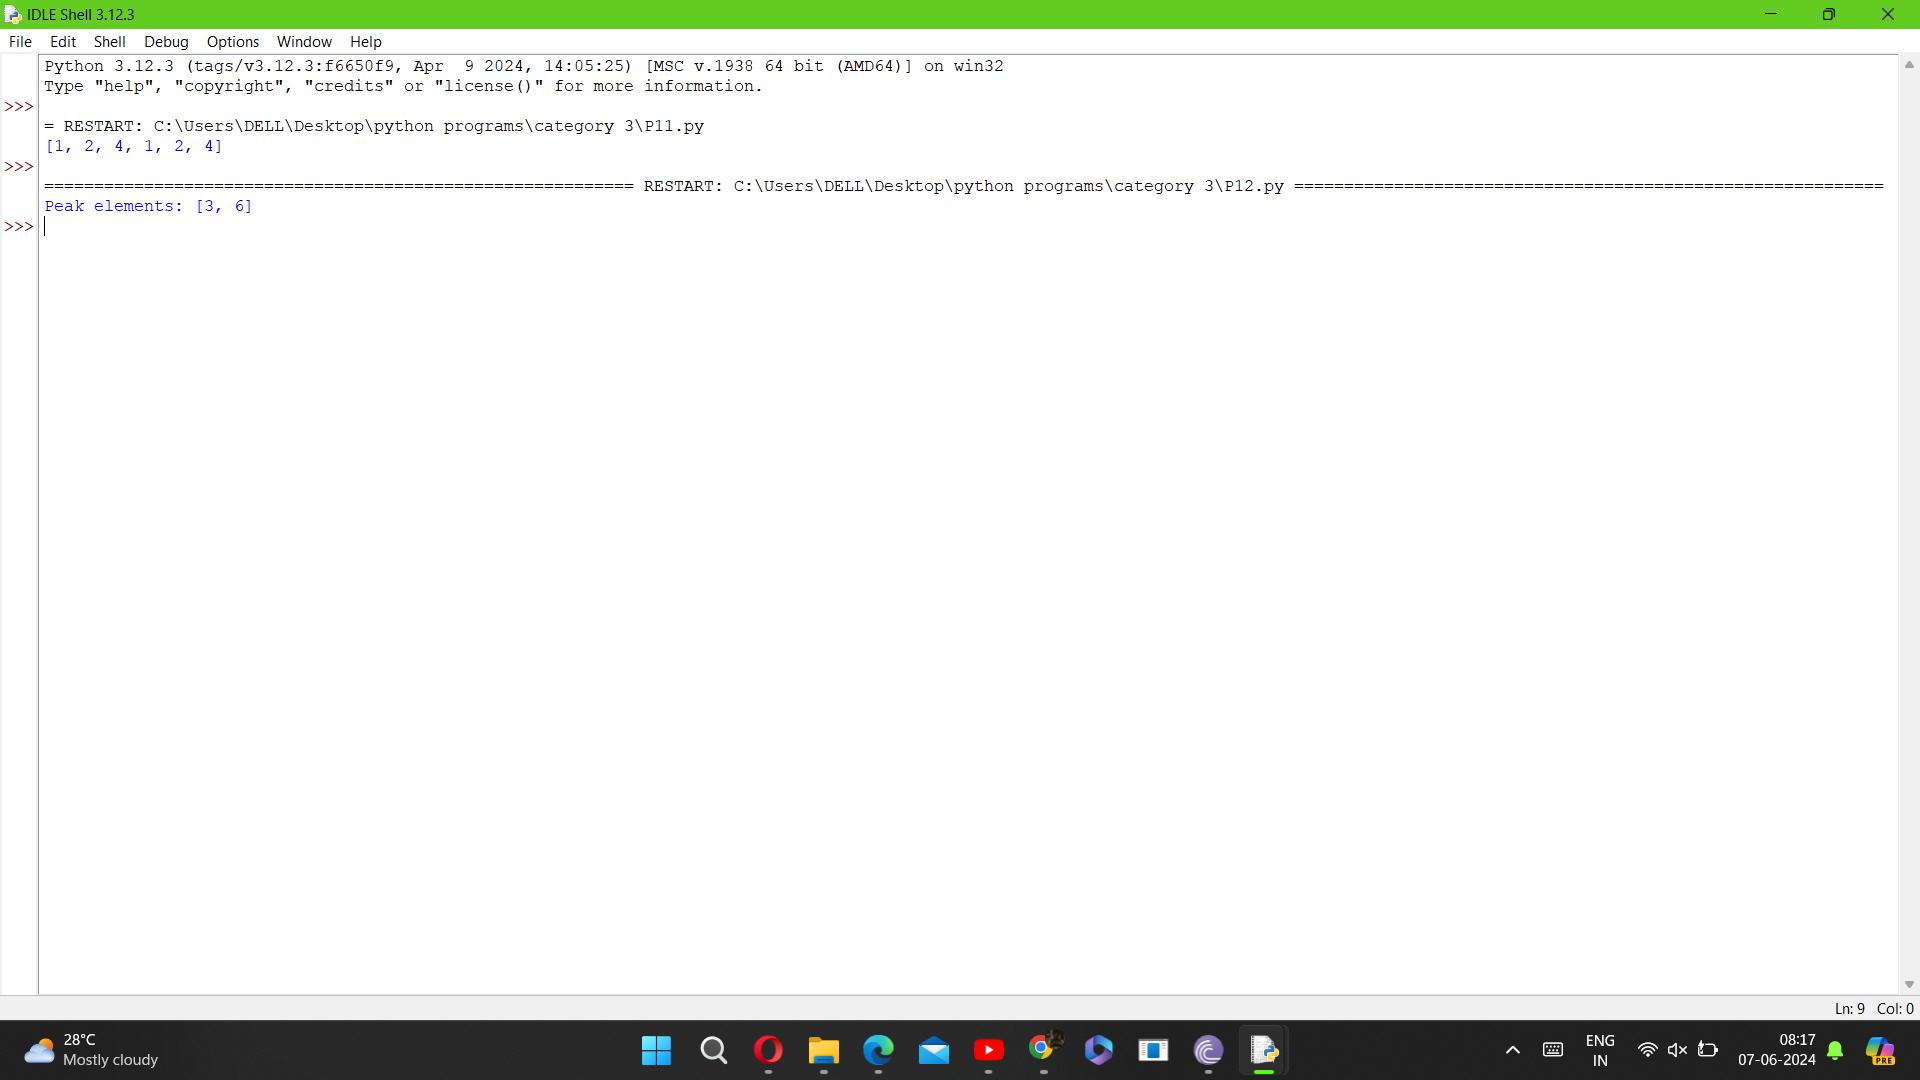 IDLE Shell 3.12.3
File Edit Shell Debug Options Window Help
Python 3.12.3 (tags/v3.12.3:f6650f9, Apr  9 2024, 14:05:25) [MSC v.1938 64 bit (AMD64)] on win32
Type "help", "copyright", "credits" or "license()" for more information.
>>>
= RESTART: C:\Users\DELL\Desktop\python programs\category 3\P11.py
[1, 2, 4, 1, 2, 4]
>>>
=========================================================== RESTART: C:\Users\DELL\Desktop\python programs\category 3\P12.py ===========================================================
Peak elements: [3, 6]
>>>
Ln: 9 Col: 0
28°C
Mostly cloudy
ENG
IN
08:17
07-06-2024
PRE